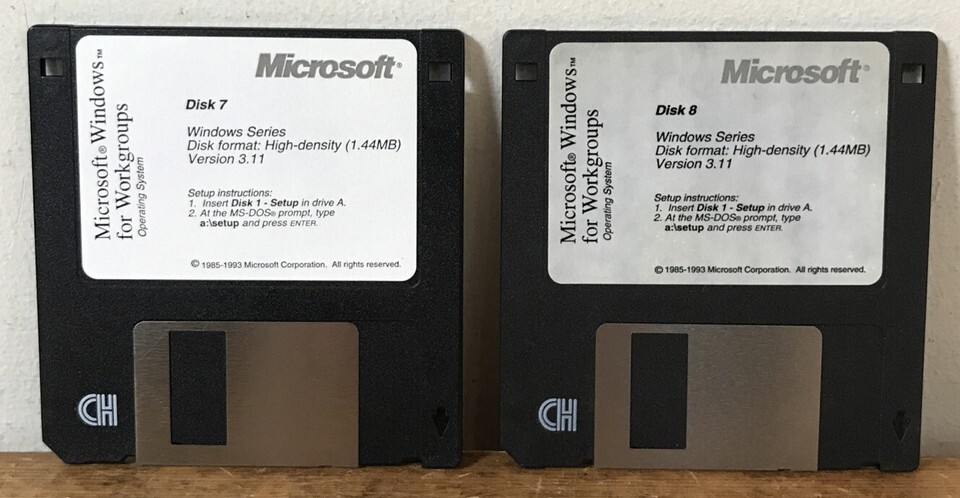 Microsoft® Windows™
for Workgroups
Operating System
Microsoft®
Disk 7
Windows Series
Disk format: High-density (1.44MB)
Version 3.11
Setup instructions:
1. Insert Disk 1 - Setup in drive A.
2. At the MS-DOS® prompt, type
a:\setup and press ENTER.
© 1985-1993 Microsoft Corporation. All rights reserved.
CH
Microsoft® Windows™
for Workgroups
Operating System
Microsoft®
Disk 8
Windows Series
Disk format: High-density (1.44MB)
Version 3.11
Setup instructions:
1. Insert Disk 1 - Setup in drive A.
2. At the MS-DOS® prompt, type
a:\setup and press ENTER.
© 1985-1993 Microsoft Corporation. All rights reserved.
CH